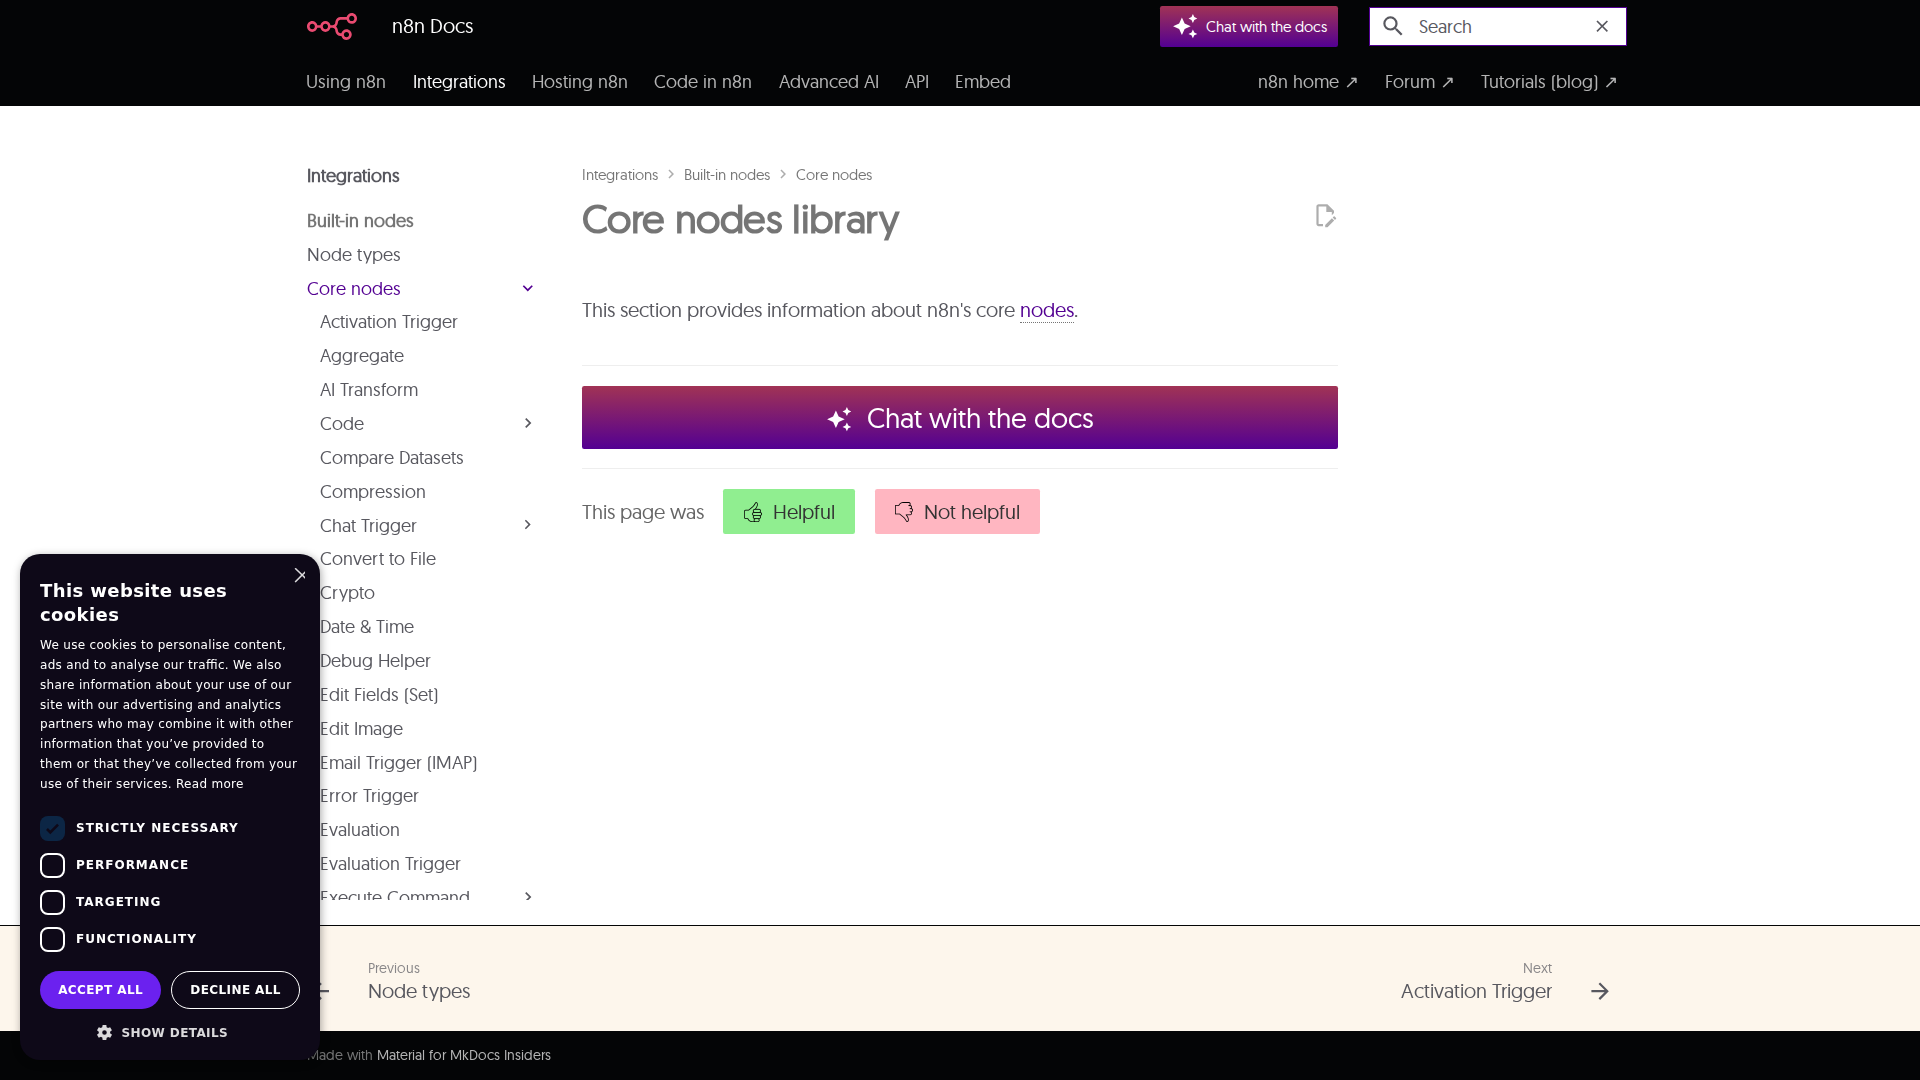 n8n Docs
Chat with the docs
Search
Using n8n
Integrations
Hosting n8n
Code in n8n
Advanced AI
API
Embed
n8n home ↗
Forum ↗
Tutorials (blog) ↗
Integrations
Built-in nodes
Node types
Core nodes
Activation Trigger
Aggregate
AI Transform
Code
Compare Datasets
Compression
Chat Trigger
Convert to File
Crypto
Date & Time
Debug Helper
Edit Fields (Set)
Edit Image
Email Trigger (IMAP)
Error Trigger
Evaluation
Evaluation Trigger
Execute Command
Integrations > Built-in nodes > Core nodes
Core nodes library
This section provides information about n8n's core nodes.
Chat with the docs
This page was
Helpful
Not helpful
This website uses
cookies
We use cookies to personalise content,
ads and to analyse our traffic. We also
share information about your use of our
site with our advertising and analytics
partners who may combine it with other
information that you’ve provided to
them or that they’ve collected from your
use of their services. Read more
STRICTLY NECESSARY
PERFORMANCE
TARGETING
FUNCTIONALITY
ACCEPT ALL
DECLINE ALL
SHOW DETAILS
Previous
Node types
Next
Activation Trigger
Made with Material for MkDocs Insiders